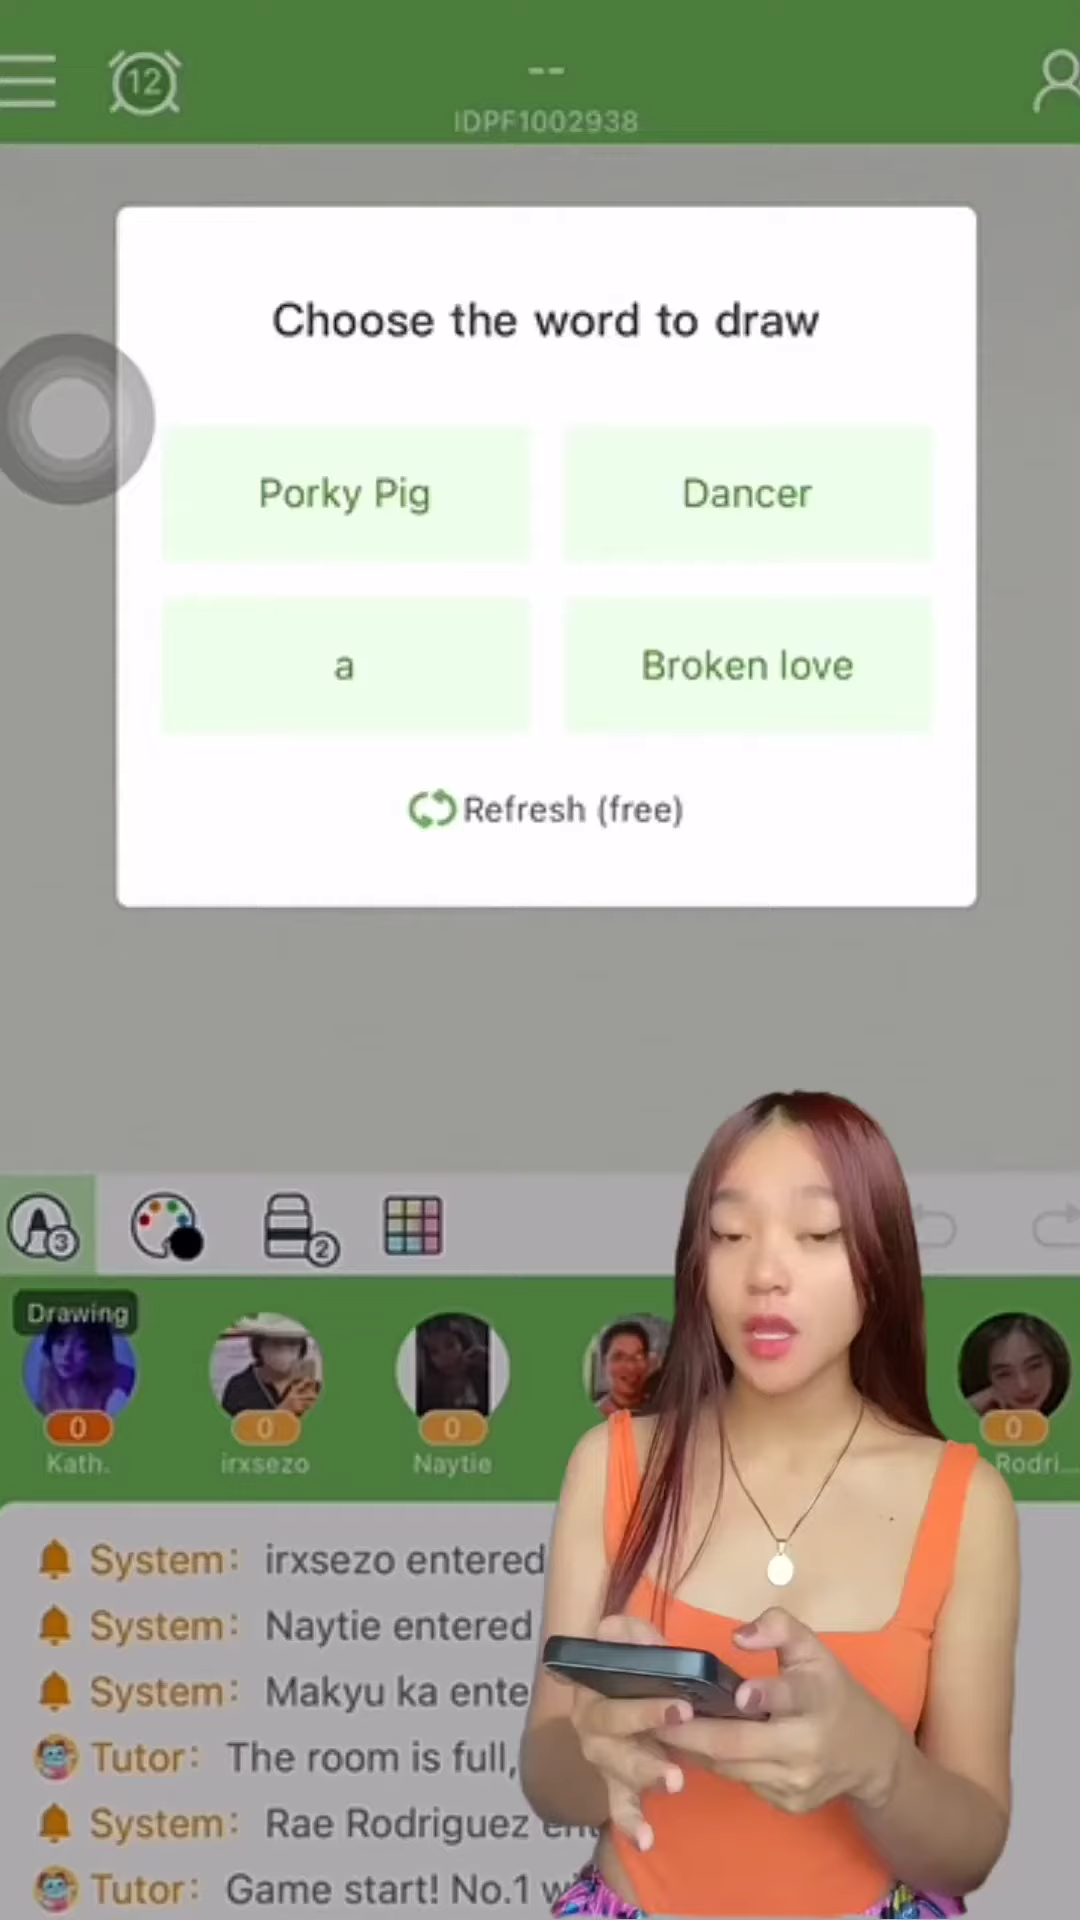 12
--
IDPF1002938
Choose the word to draw
Porky Pig
Dancer
a
Broken love
Refresh (free)
3
2
Drawing
0
0
0
0
Kath.
irxsezo
Naytie
Rodri...
System: irxsezo entered
System: Naytie entered
System: Makyu ka ente
Tutor: The room is full,
System: Rae Rodriguez ent
Tutor: Game start! No.1 w